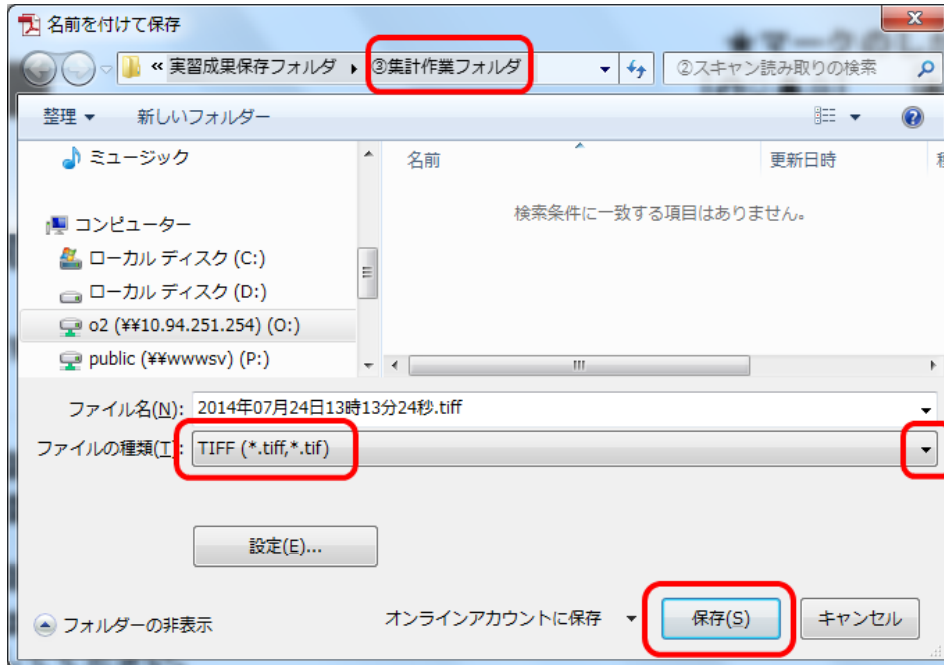 名前を付けて保存
« 実習成果保存フォルダ ▸ ③集計作業フォルダ
②スキャン読み取りの検索
整理 ▼ 新しいフォルダー
ミュージック
コンピューター
ローカル ディスク (C:)
ローカル ディスク (D:)
o2 (¥¥10.94.251.254) (O:)
public (¥¥wwwsv) (P:)
名前 更新日時
検索条件に一致する項目はありません。
ファイル名(N): 2014年07月24日13時13分24秒.tiff
ファイルの種類(T): TIFF (*.tiff,*.tif)
設定(E)...
フォルダーの非表示
オンラインアカウントに保存 ▼ 保存(S) キャンセル